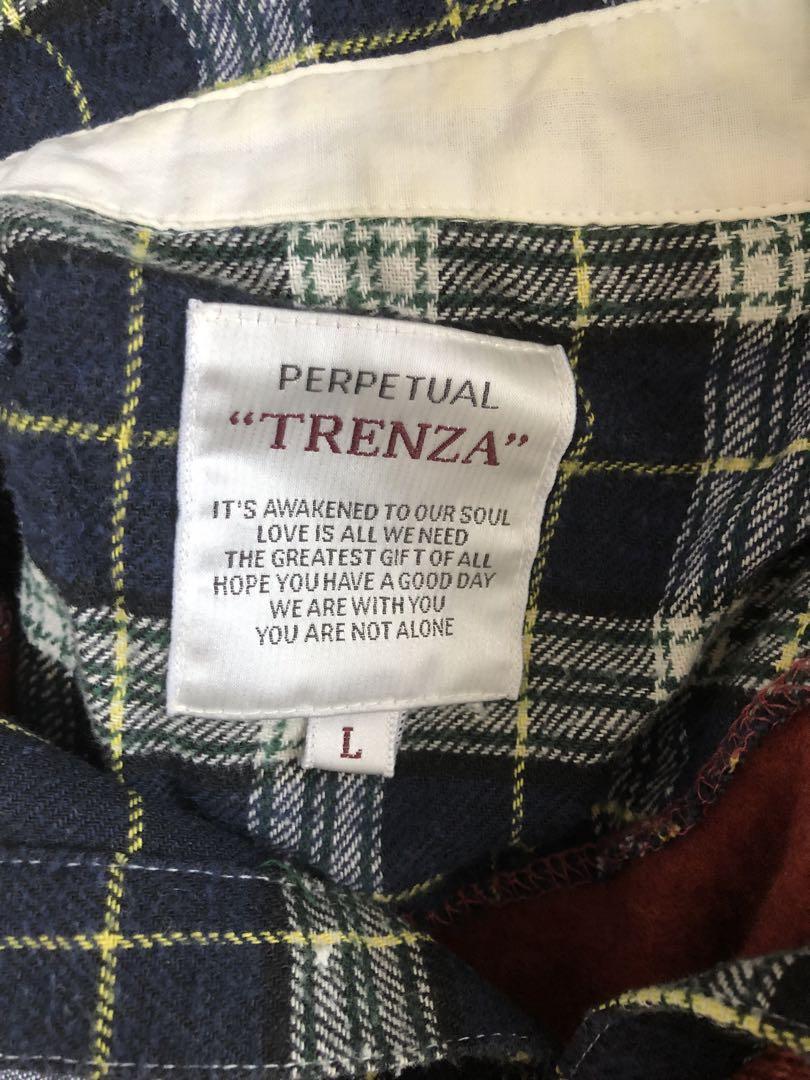 PERPETUAL
“TRENZA”
IT'S AWAKENED TO OUR SOUL
LOVE IS ALL WE NEED
THE GREATEST GIFT OF ALL
HOPE YOU HAVE A GOOD DAY
WE ARE WITH YOU
YOU ARE NOT ALONE
L